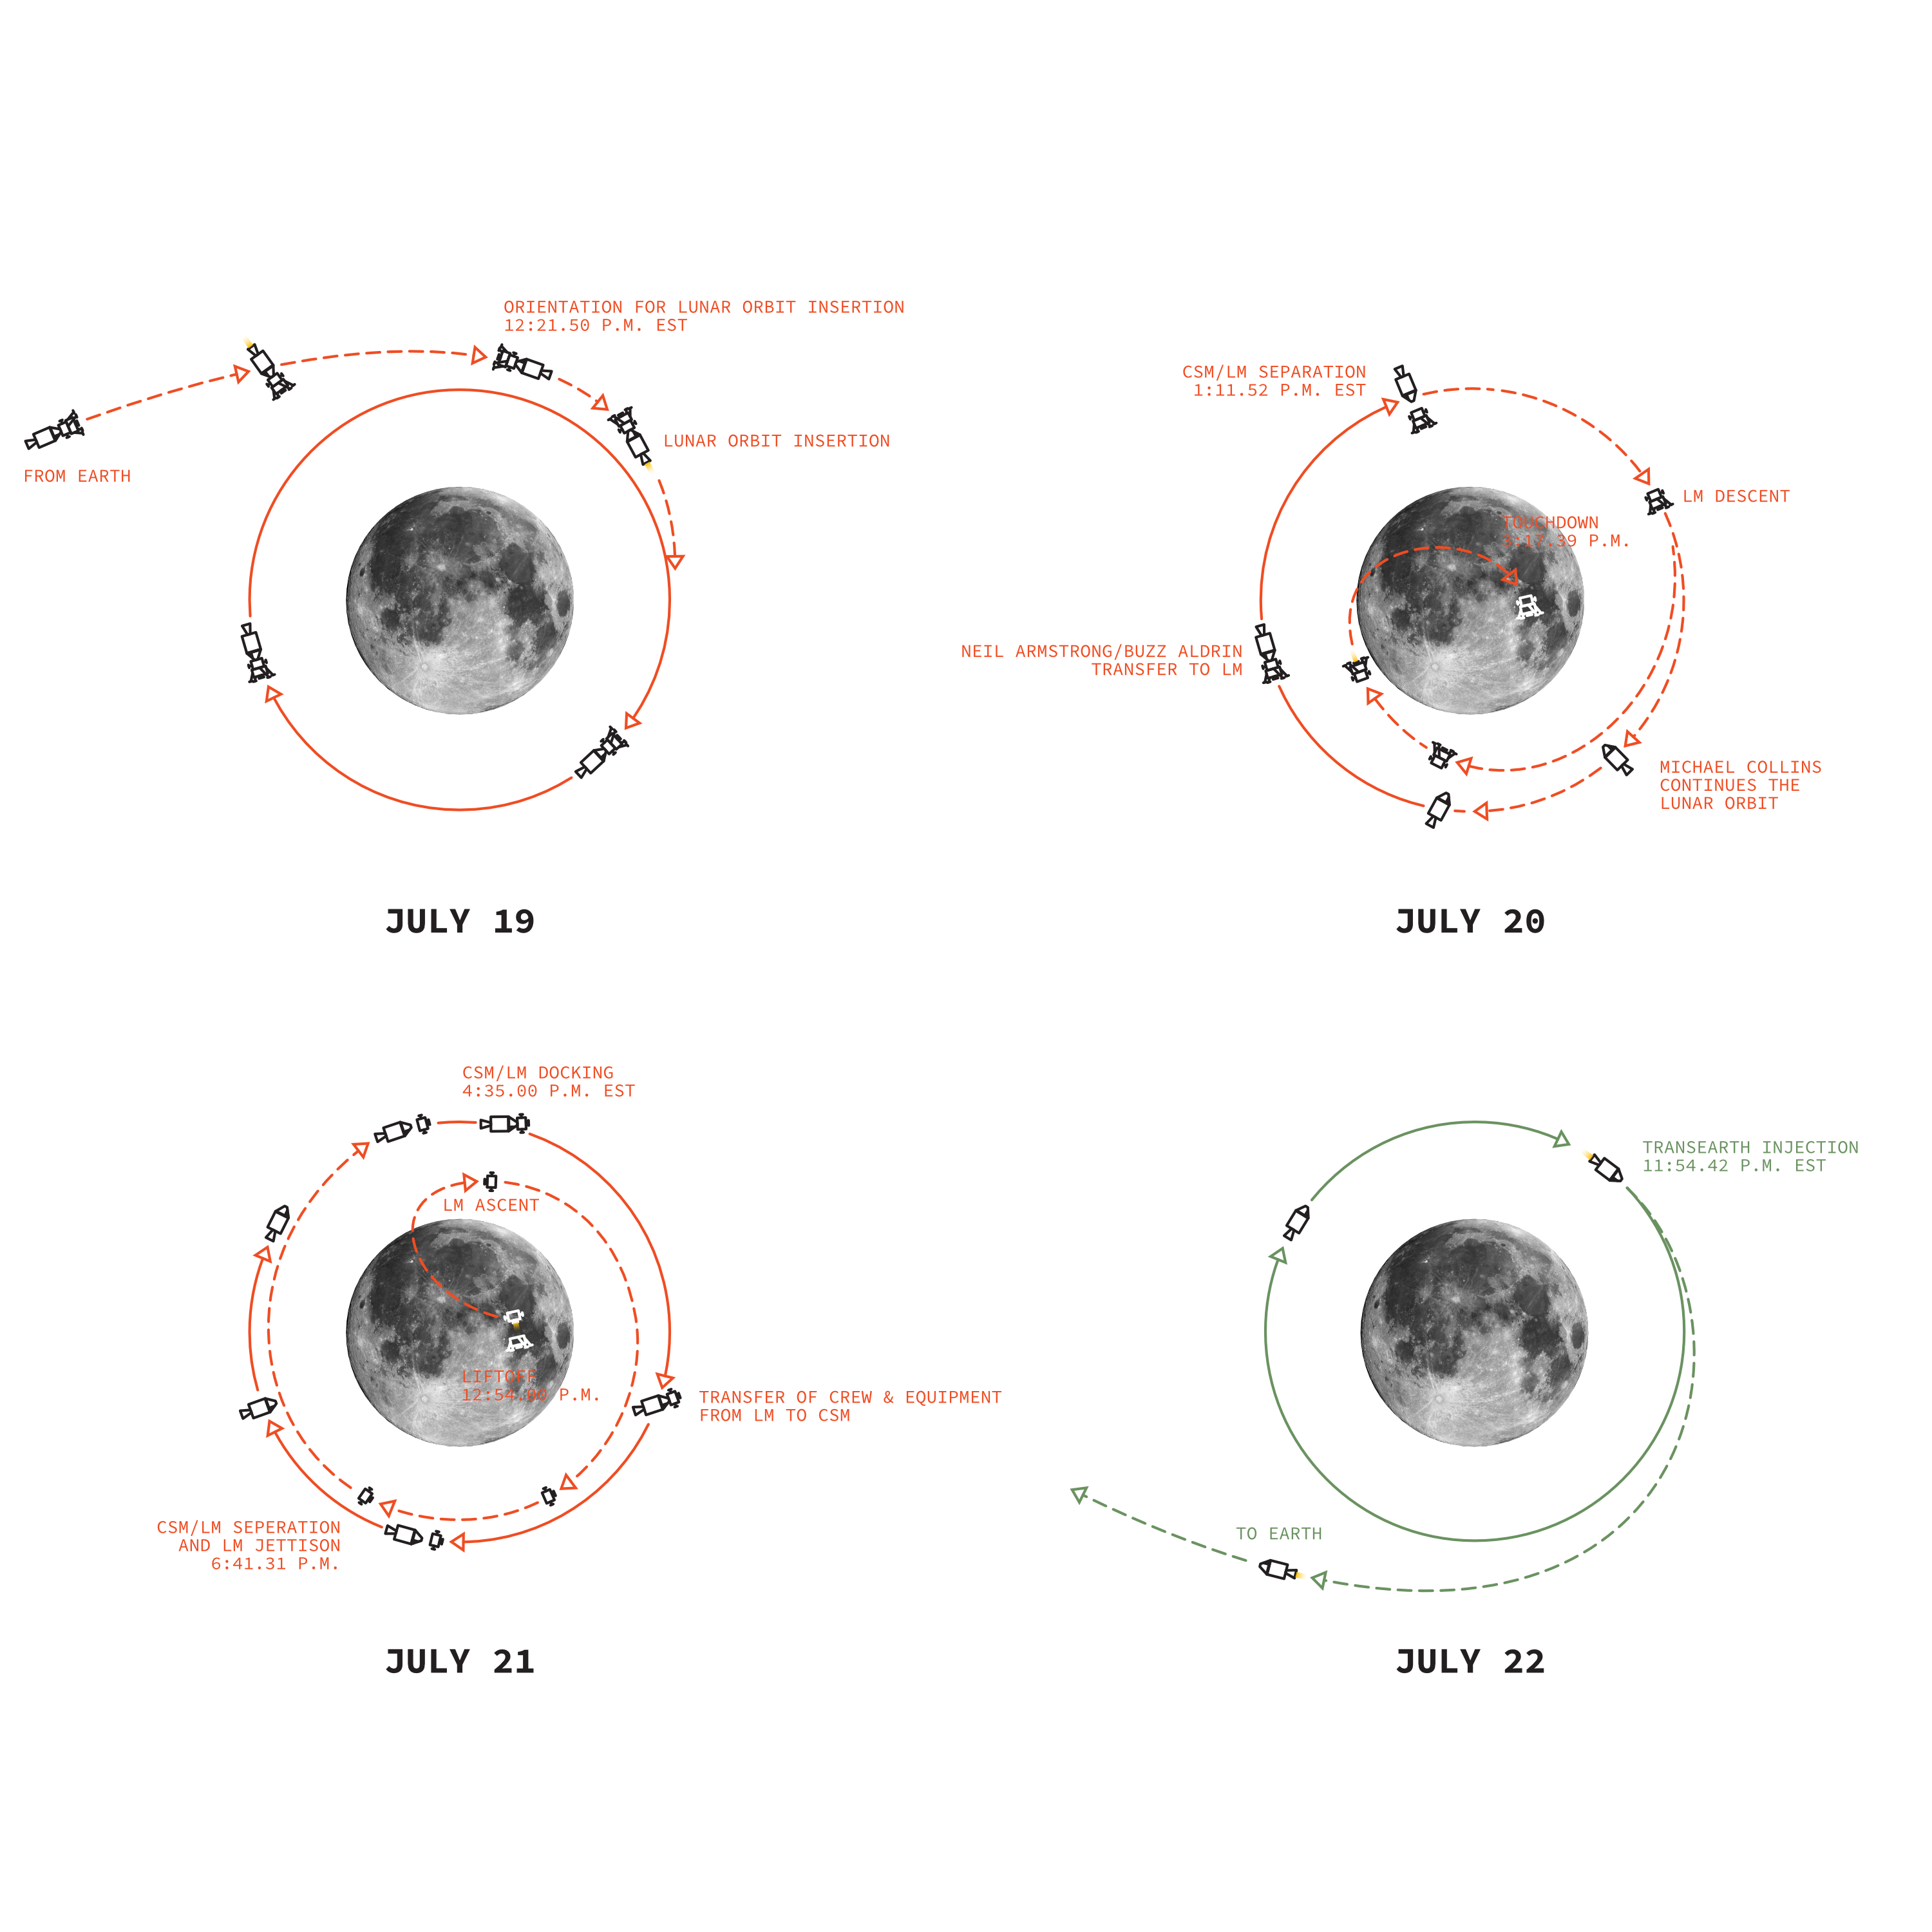 ORIENTATION FOR LUNAR ORBIT INSERTION
12:21.50 P.M. EST
LUNAR ORBIT INSERTION
FROM EARTH
JULY 19
CSM/LM SEPARATION
1:11.52 P.M. EST
LM DESCENT
TOUCHDOWN
3:17.39 P.M.
NEIL ARMSTRONG/BUZZ ALDRIN
TRANSFER TO LM
MICHAEL COLLINS
CONTINUES THE
LUNAR ORBIT
JULY 20
CSM/LM DOCKING
4:35.00 P.M. EST
LM ASCENT
LIFTOFF
12:54.00 P.M.
TRANSFER OF CREW & EQUIPMENT
FROM LM TO CSM
CSM/LM SEPERATION
AND LM JETTISON
6:41.31 P.M.
JULY 21
TRANSEARTH INJECTION
11:54.42 P.M. EST
TO EARTH
JULY 22